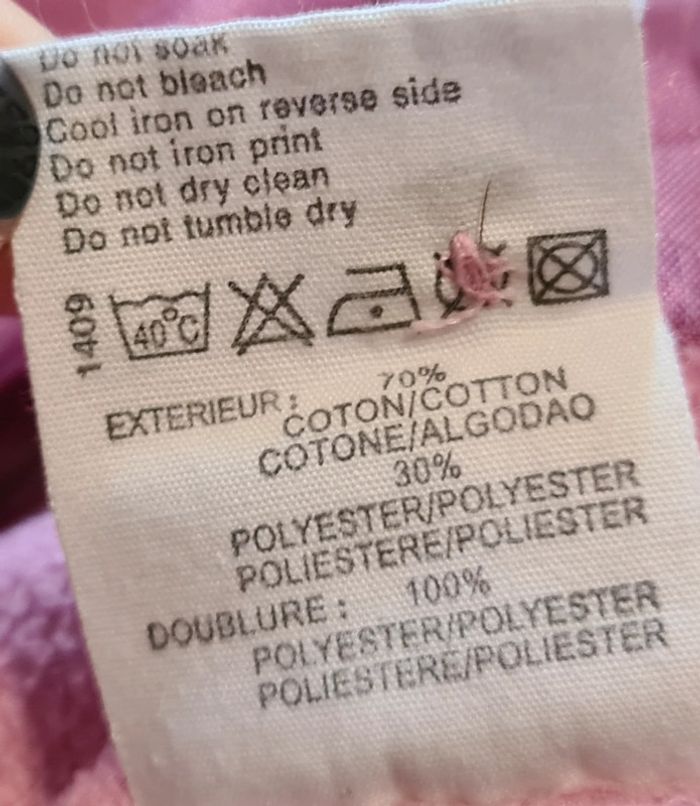 Do not soak
Do not bleach
Cool iron on reverse side
Do not iron print
Do not dry clean
Do not tumble dry
1409
40°C
EXTERIEUR : 70%
COTON/COTTON
COTONE/ALGODAO
30%
POLYESTER/POLYESTER
POLIESTERE/POLIESTER
DOUBLURE : 100%
POLYESTER/POLYESTER
POLIESTERE/POLIESTER